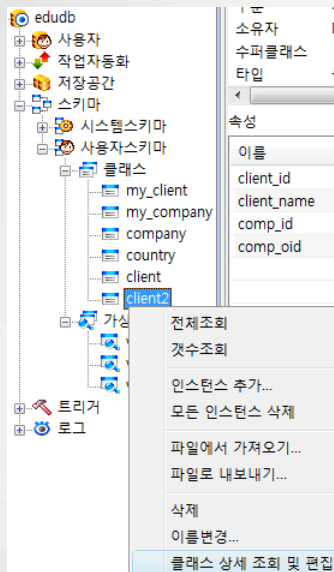 edudb
사용자
작업자동화
저장공간
스키마
시스템스키마
사용자스키마
클래스
my_client
my_company
company
country
client
client2
가상
트리거
로그
소유자
수퍼클래스
타입
속성
이름
client_id
client_name
comp_id
comp_oid
전체조회
갯수조회
인스턴스 추가...
모든 인스턴스 삭제
파일에서 가져오기...
파일로 내보내기...
삭제
이름변경...
클래스 상세 조회 및 편집